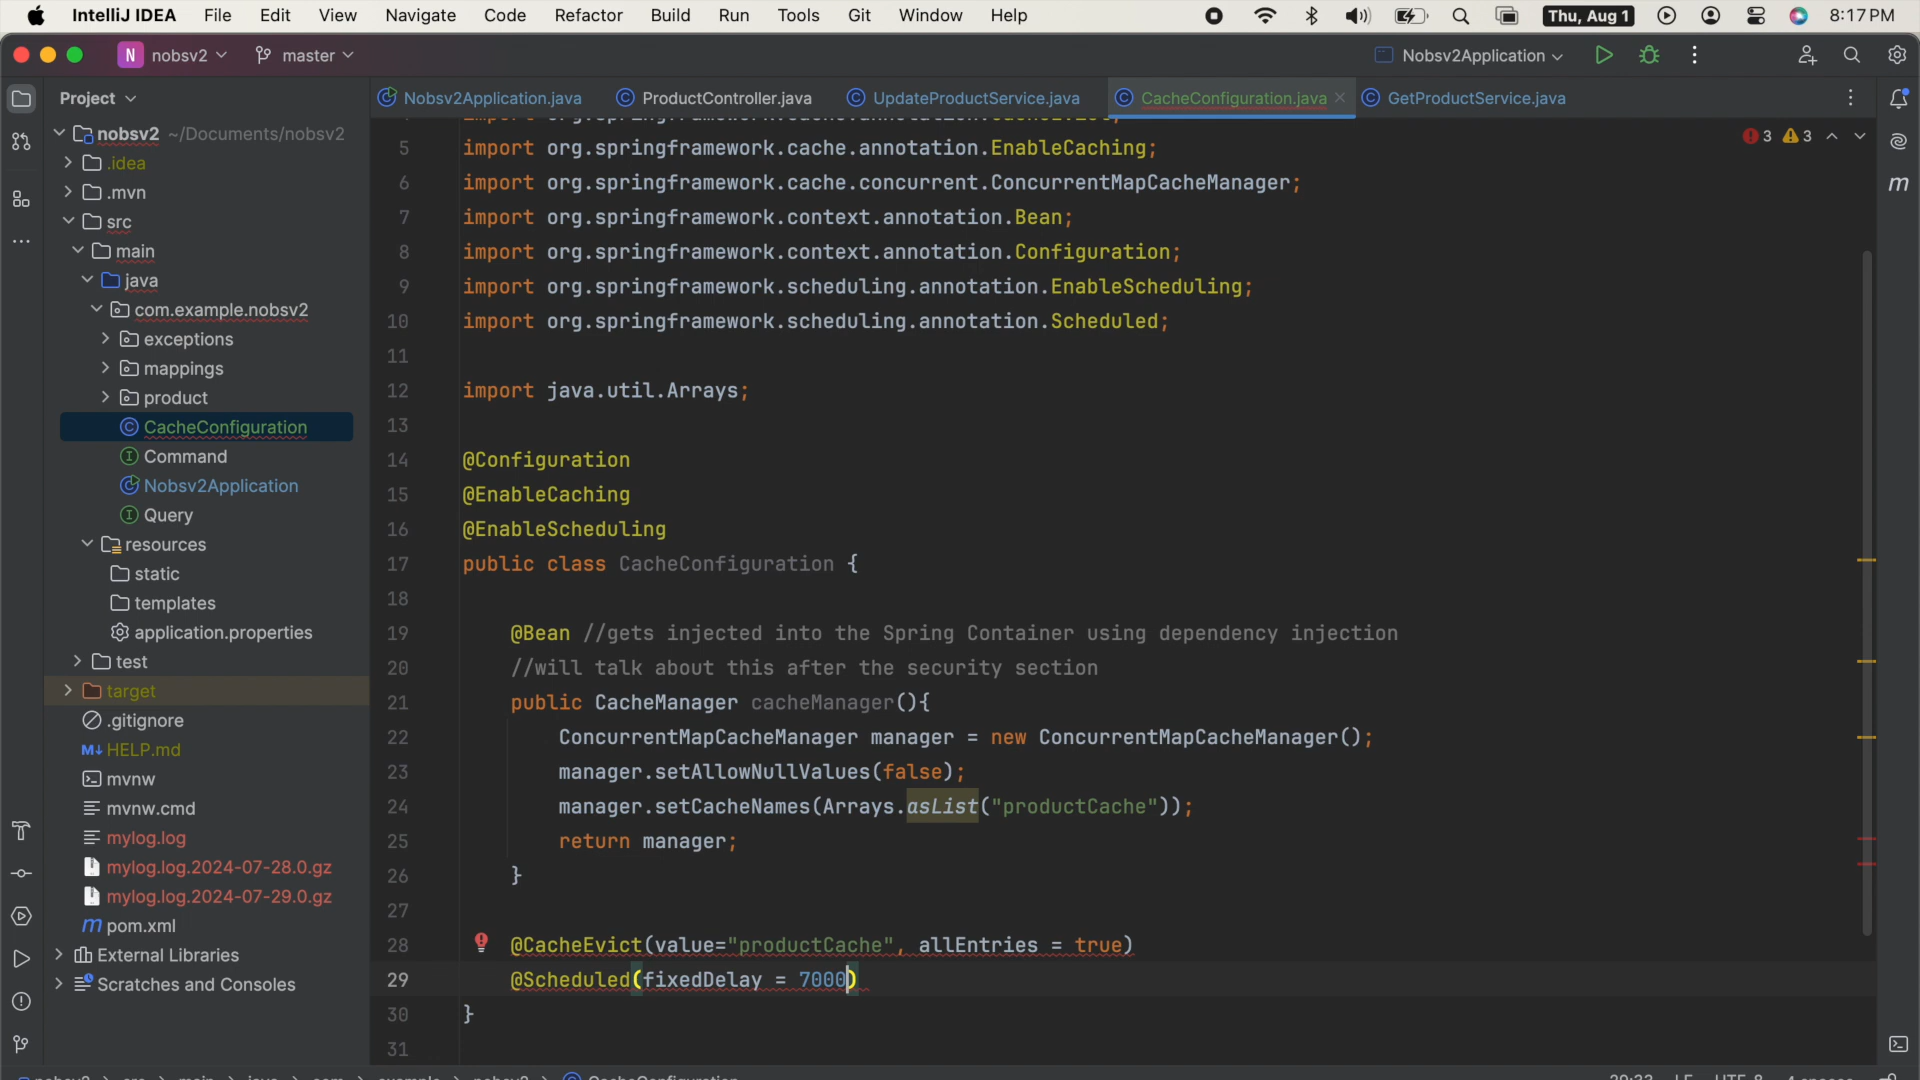 IntelliJ IDEA File Edit View Navigate Code Refactor Build Run Tools Git Window Help Thu, Aug 1 8:17 PM
N nobsv2 master Nobsv2Application
Project
Nobsv2Application.java ProductController.java UpdateProductService.java CacheConfiguration.java GetProductService.java
nobsv2 ~/Documents/nobsv2
.idea
.mvn
src
main
java
com.example.nobsv2
exceptions
mappings
product
CacheConfiguration
Command
Nobsv2Application
Query
resources
static
templates
application.properties
test
target
.gitignore
M↓ HELP.md
mvnw
mvnw.cmd
mylog.log
mylog.log.2024-07-28.0.gz
mylog.log.2024-07-29.0.gz
m pom.xml
External Libraries
Scratches and Consoles
3 3
m
5 import org.springframework.cache.annotation.EnableCaching;
6 import org.springframework.cache.concurrent.ConcurrentMapCacheManager;
7 import org.springframework.context.annotation.Bean;
8 import org.springframework.context.annotation.Configuration;
9 import org.springframework.scheduling.annotation.EnableScheduling;
10 import org.springframework.scheduling.annotation.Scheduled;
11
12 import java.util.Arrays;
13
14 @Configuration
15 @EnableCaching
16 @EnableScheduling
17 public class CacheConfiguration {
18
19 @Bean //gets injected into the Spring Container using dependency injection
20 //will talk about this after the security section
21 public CacheManager cacheManager(){
22 ConcurrentMapCacheManager manager = new ConcurrentMapCacheManager();
23 manager.setAllowNullValues(false);
24 manager.setCacheNames(Arrays.asList("productCache"));
25 return manager;
26 }
27
28 @CacheEvict(value="productCache", allEntries = true)
29 @Scheduled(fixedDelay = 7000)
30 }
31